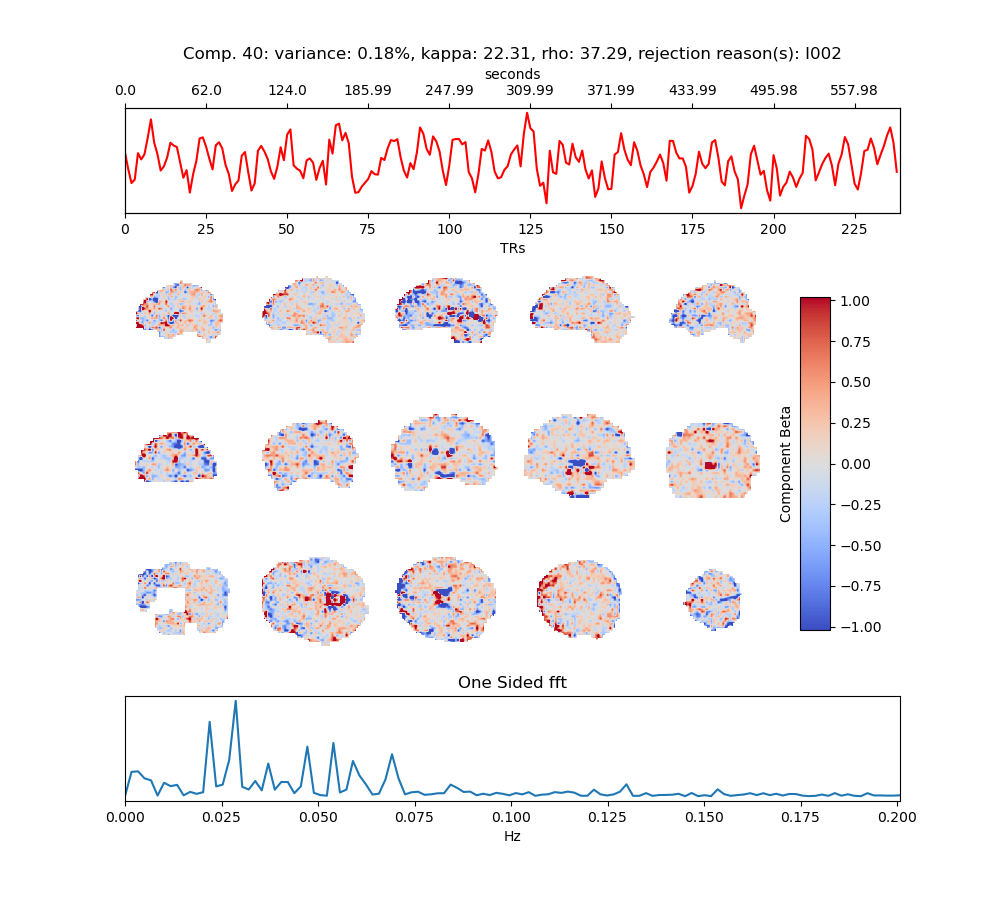 Comp. 40: variance: 0.18%, kappa: 22.31, rho: 37.29, rejection reason(s): I002
seconds
0.0 62.0 124.0 185.99 247.99 309.99 371.99 433.99 495.98 557.98
0 25 50 75 100 125 150 175 200 225
TRs
1.00
0.75
0.50
0.25
0.00
−0.25
−0.50
−0.75
−1.00
Component Beta
One Sided fft
0.000 0.025 0.050 0.075 0.100 0.125 0.150 0.175 0.200
Hz